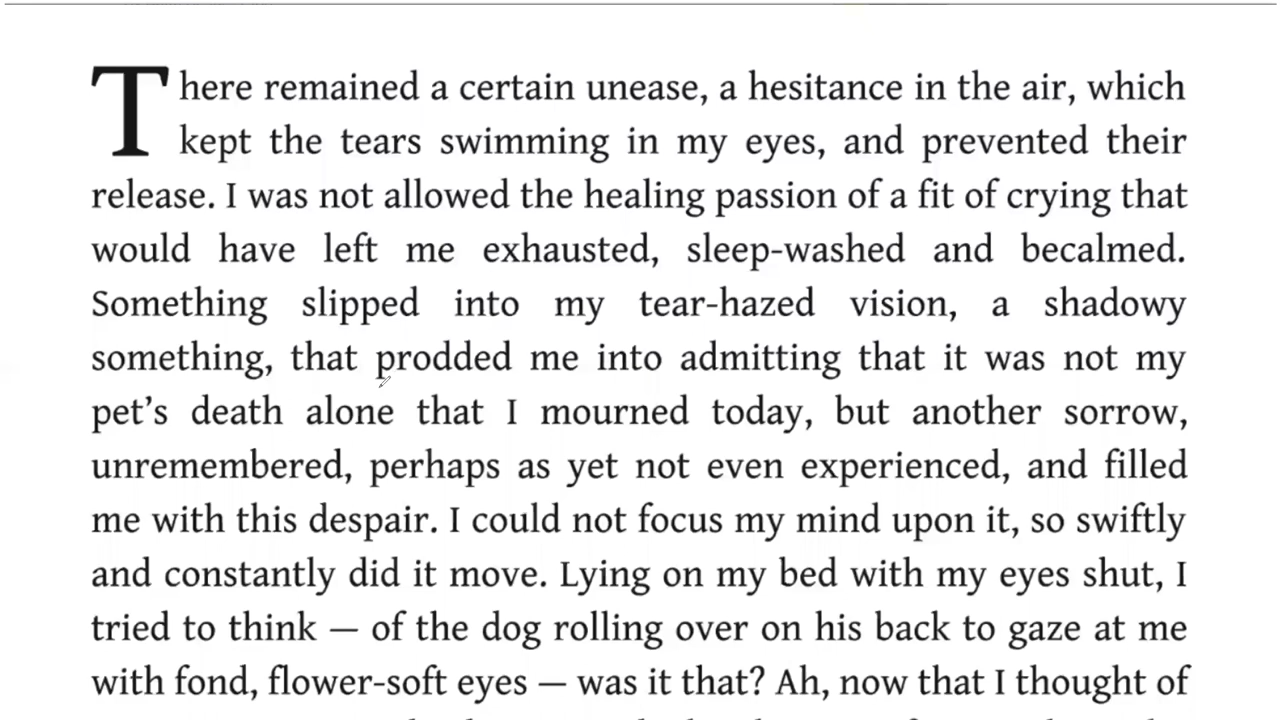 There remained a certain unease, a hesitance in the air, which
kept the tears swimming in my eyes, and prevented their
release. I was not allowed the healing passion of a fit of crying that
would have left me exhausted, sleep-washed and becalmed.
Something slipped into my tear-hazed vision, a shadowy
something, that prodded me into admitting that it was not my
pet’s death alone that I mourned today, but another sorrow,
unremembered, perhaps as yet not even experienced, and filled
me with this despair. I could not focus my mind upon it, so swiftly
and constantly did it move. Lying on my bed with my eyes shut, I
tried to think — of the dog rolling over on his back to gaze at me
with fond, flower-soft eyes — was it that? Ah, now that I thought of